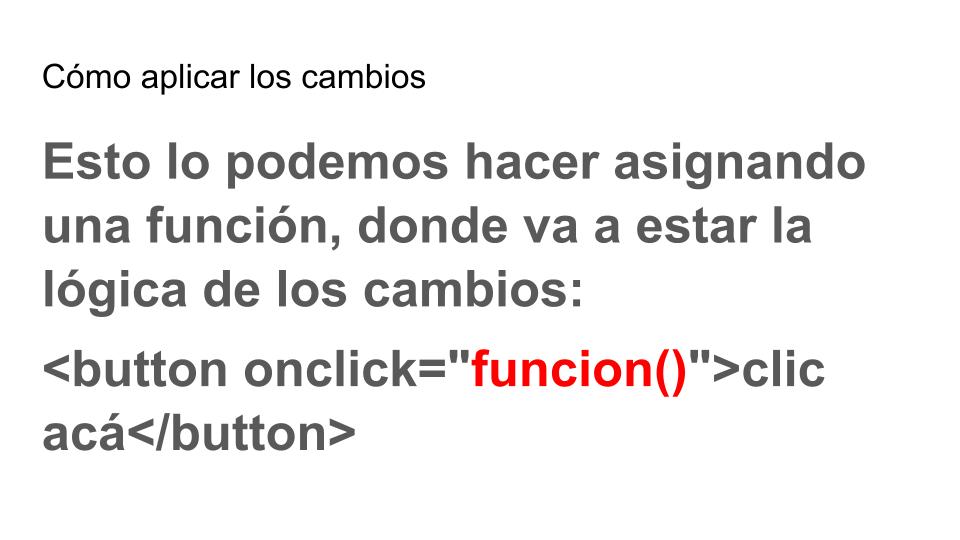 Cómo aplicar los cambios
Esto lo podemos hacer asignando
una función, donde va a estar la
lógica de los cambios:
<button onclick="funcion()">clic
acá</button>